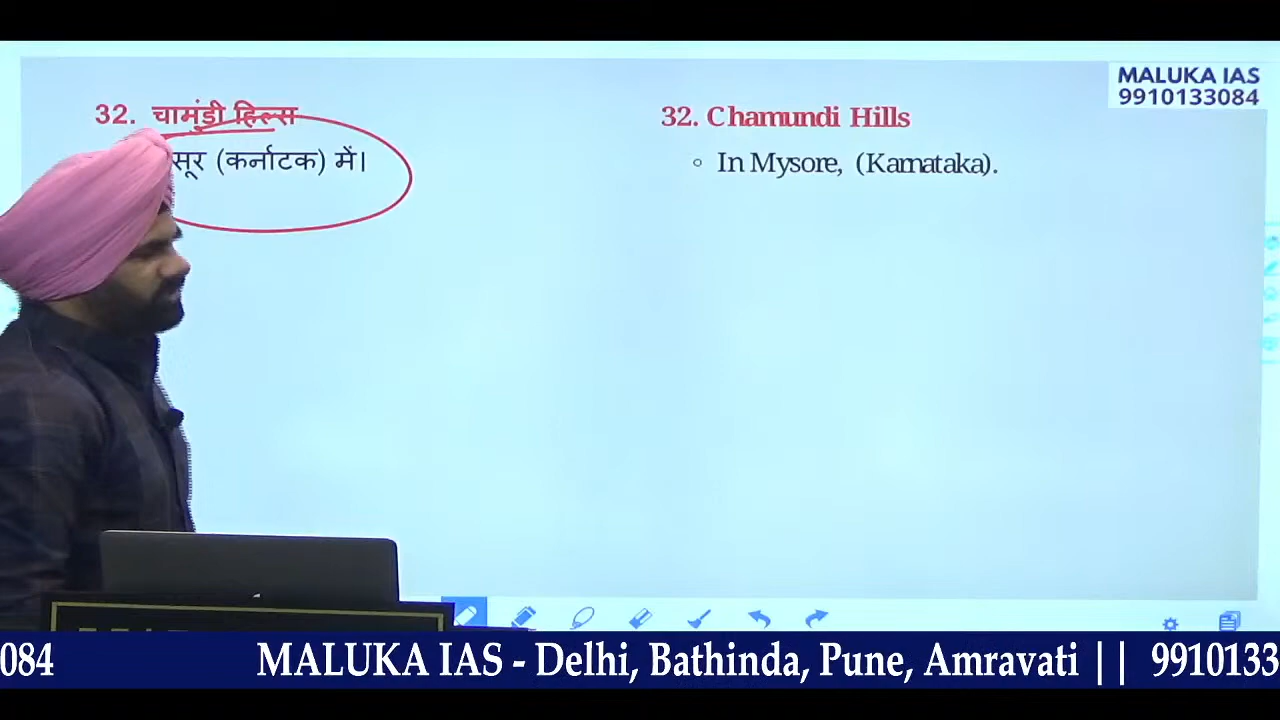 MALUKA IAS
9910133084
32. चामुंडी हिल्स
सूर (कर्नाटक) में।
32. Chamundi Hills
In Mysore, (Karnataka).
084 MALUKA IAS - Delhi, Bathinda, Pune, Amravati || 9910133